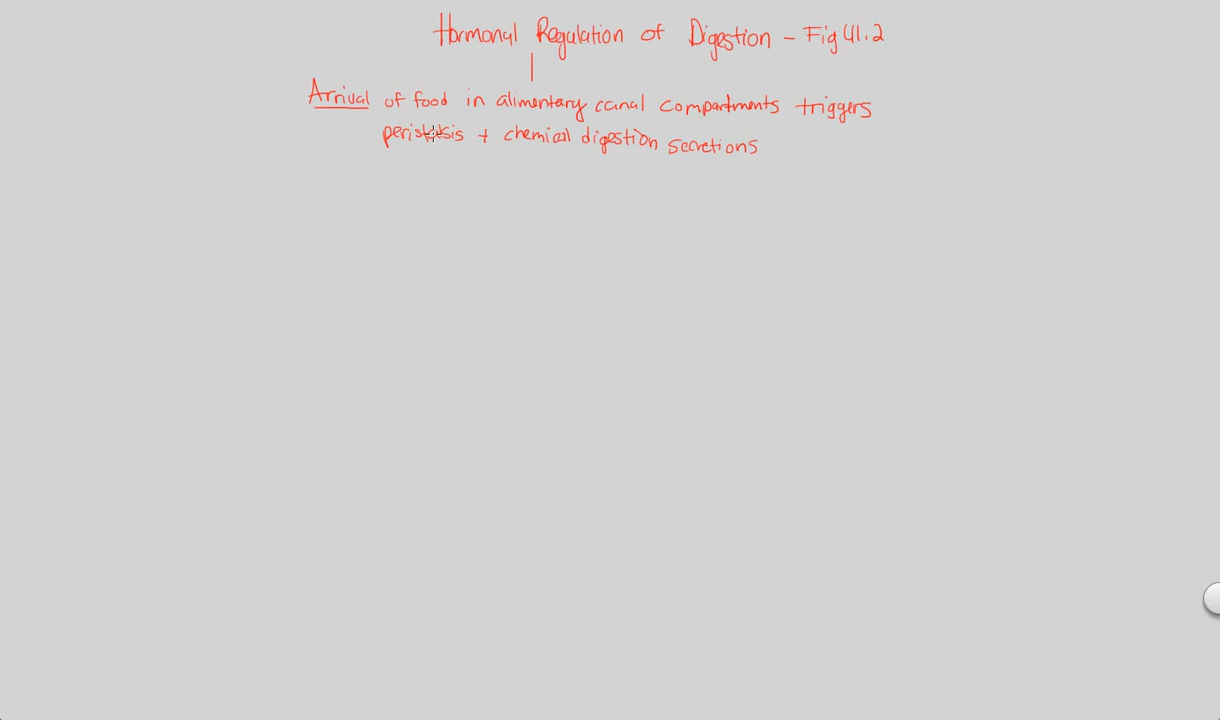 Hormonal Regulation of Digestion - Fig 41.2
Arrival of food in alimentary canal compartments triggers
peristalsis + chemical digestion secretions